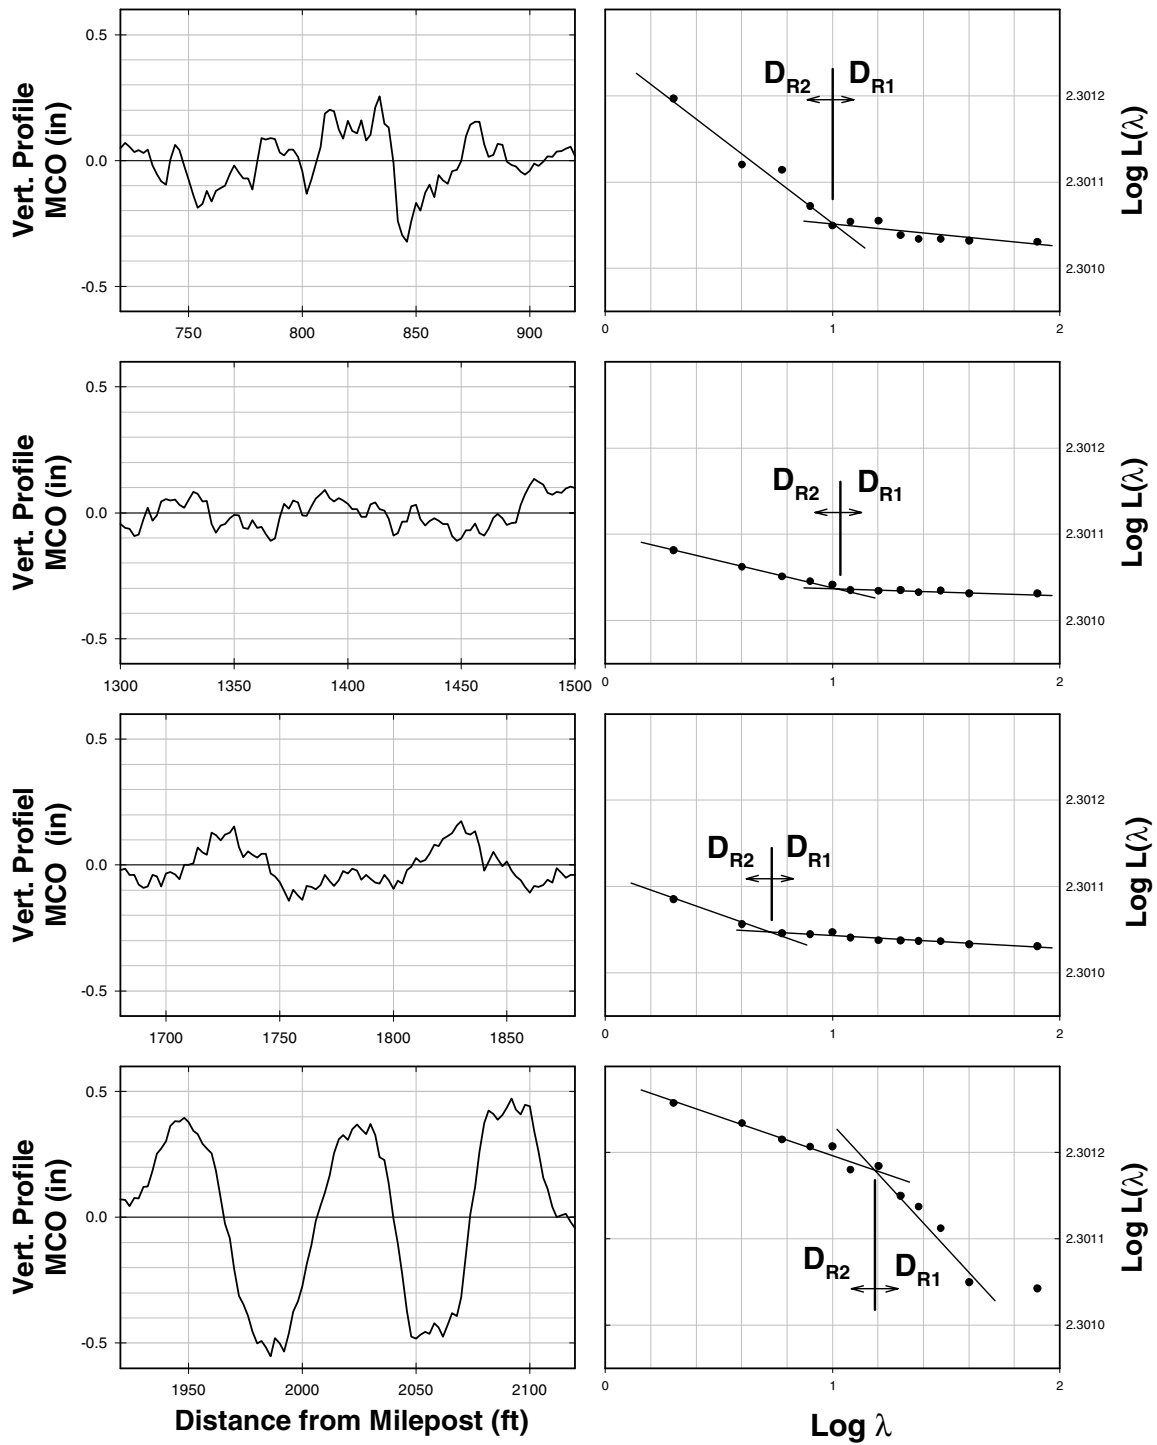 Vert. Profile
MCO (in)
0.5
0.0
-0.5
750 800 850 900
D_R2 D_R1
2.3012
2.3011
2.3010
0 1 2
Log L(λ)
Vert. Profile
MCO (in)
0.5
0.0
-0.5
1300 1350 1400 1450 1500
D_R2 D_R1
2.3012
2.3011
2.3010
0 1 2
Log L(λ)
Vert. Profiel
MCO (in)
0.5
0.0
-0.5
1700 1750 1800 1850
D_R2 D_R1
2.3012
2.3011
2.3010
0 1 2
Log L(λ)
Vert. Profile
MCO (in)
0.5
0.0
-0.5
1950 2000 2050 2100
Distance from Milepost (ft)
D_R2 D_R1
2.3012
2.3011
2.3010
0 1 2
Log λ
Log L(λ)